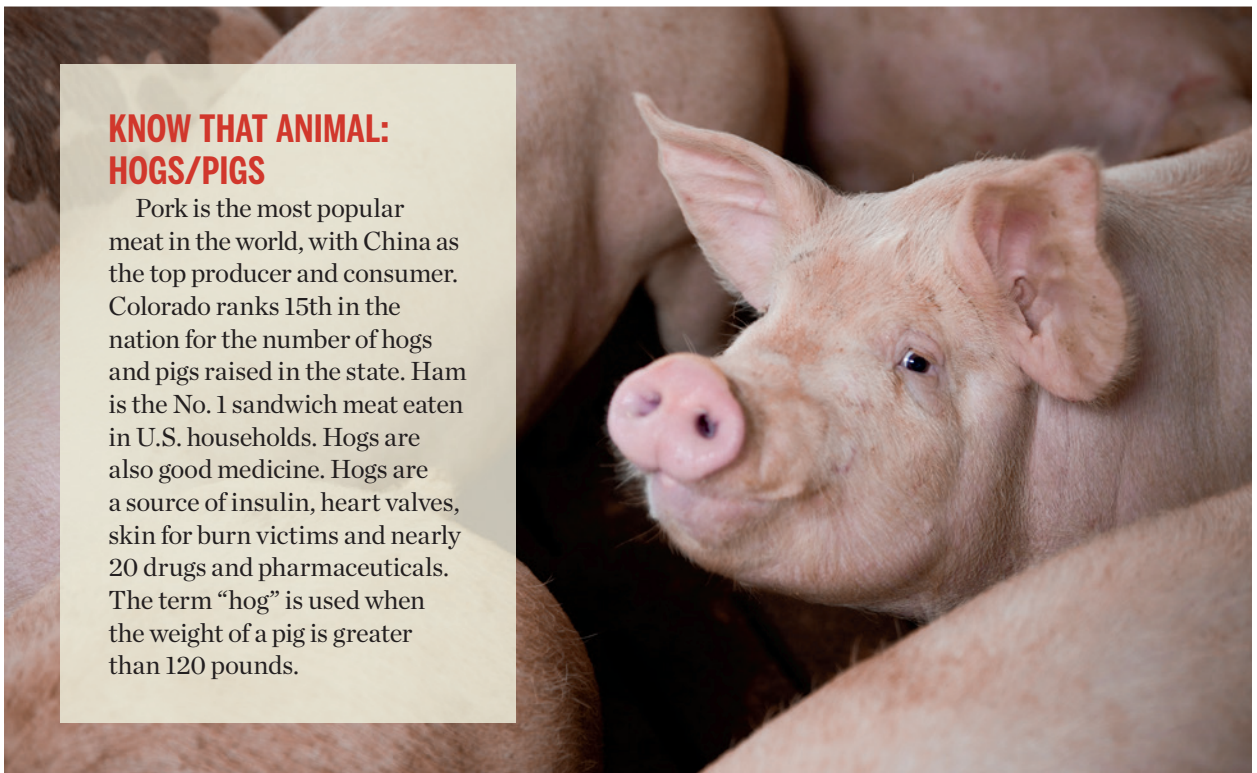 KNOW THAT ANIMAL:
HOGS/PIGS
Pork is the most popular
meat in the world, with China as
the top producer and consumer.
Colorado ranks 15th in the
nation for the number of hogs
and pigs raised in the state. Ham
is the No. 1 sandwich meat eaten
in U.S. households. Hogs are
also good medicine. Hogs are
a source of insulin, heart valves,
skin for burn victims and nearly
20 drugs and pharmaceuticals.
The term “hog” is used when
the weight of a pig is greater
than 120 pounds.